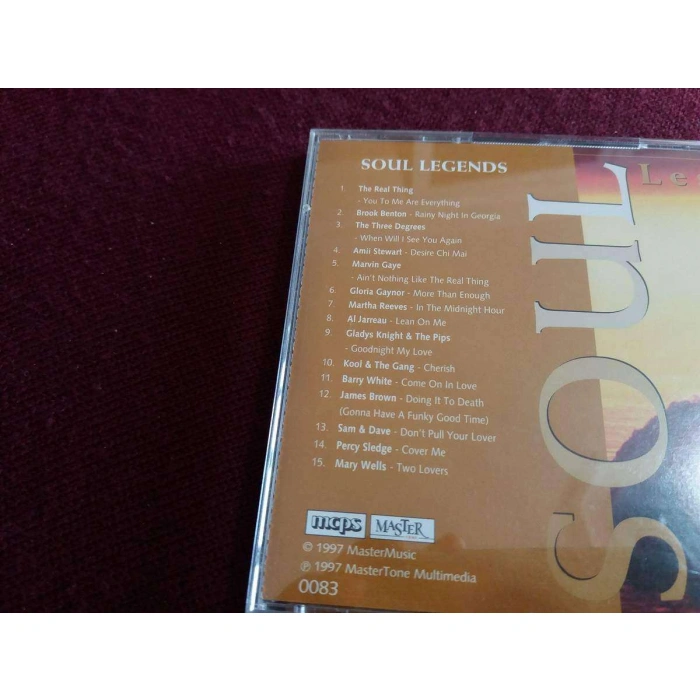 SOUL LEGENDS
1. The Real Thing
- You To Me Are Everything
2. Brook Benton - Rainy Night In Georgia
3. The Three Degrees
- When Will I See You Again
4. Amii Stewart - Desire Chi Mai
5. Marvin Gaye
- Ain't Nothing Like The Real Thing
6. Gloria Gaynor - More Than Enough
7. Martha Reeves - In The Midnight Hour
8. Al Jarreau - Lean On Me
9. Gladys Knight & The Pips
- Goodnight My Love
10. Kool & The Gang - Cherish
11. Barry White - Come On In Love
12. James Brown - Doing It To Death
(Gonna Have A Funky Good Time)
13. Sam & Dave - Don't Pull Your Lover
14. Percy Sledge - Cover Me
15. Mary Wells - Two Lovers
mcps MASTER
© 1997 MasterMusic
℗ 1997 MasterTone Multimedia
0083
soul
Le